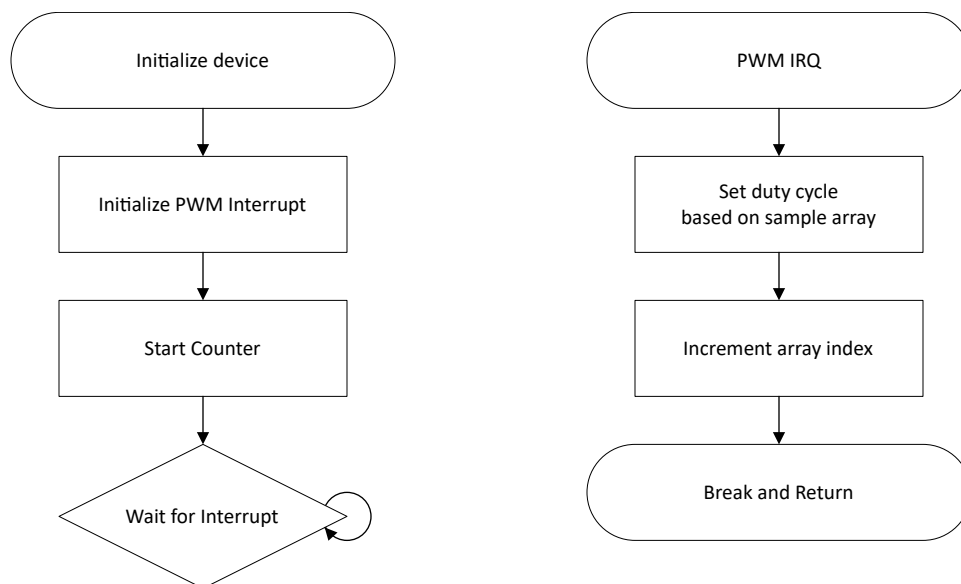 Initialize device
Initialize PWM Interrupt
Start Counter
Wait for Interrupt
PWM IRQ
Set duty cycle
based on sample array
Increment array index
Break and Return